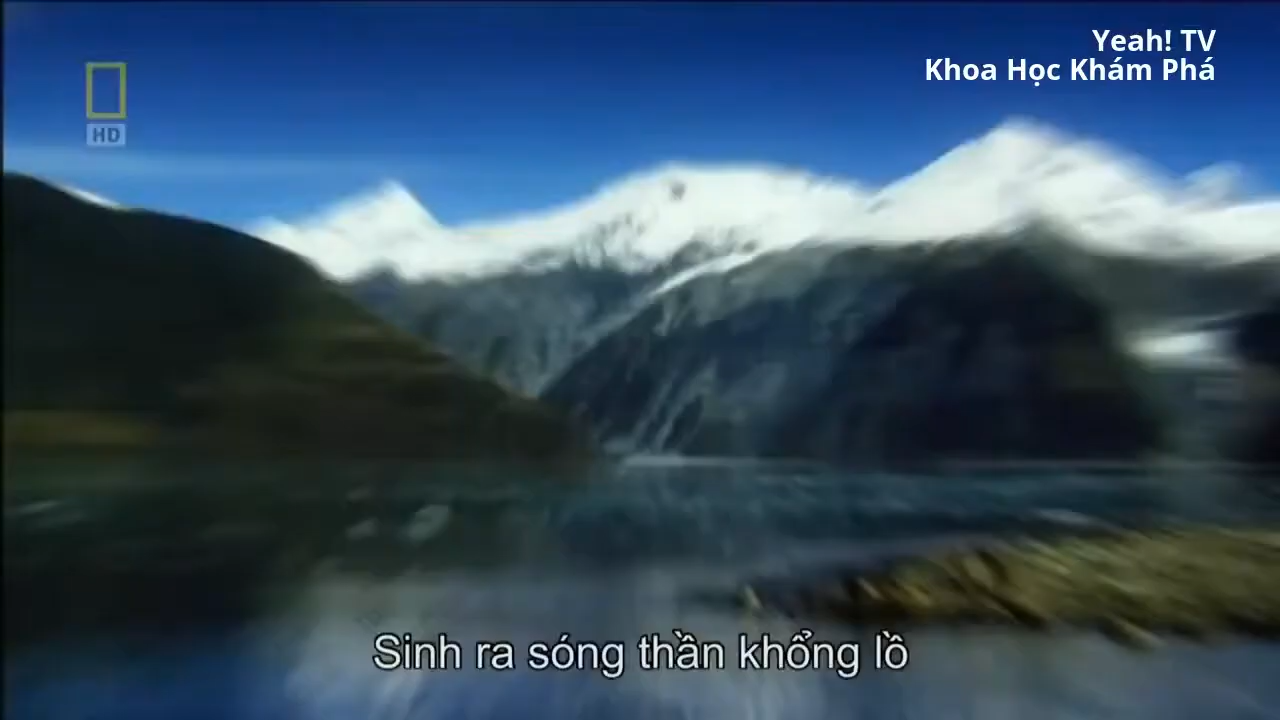 Yeah! TV
Khoa Học Khám Phá
HD
Sinh ra sóng thần khổng lồ